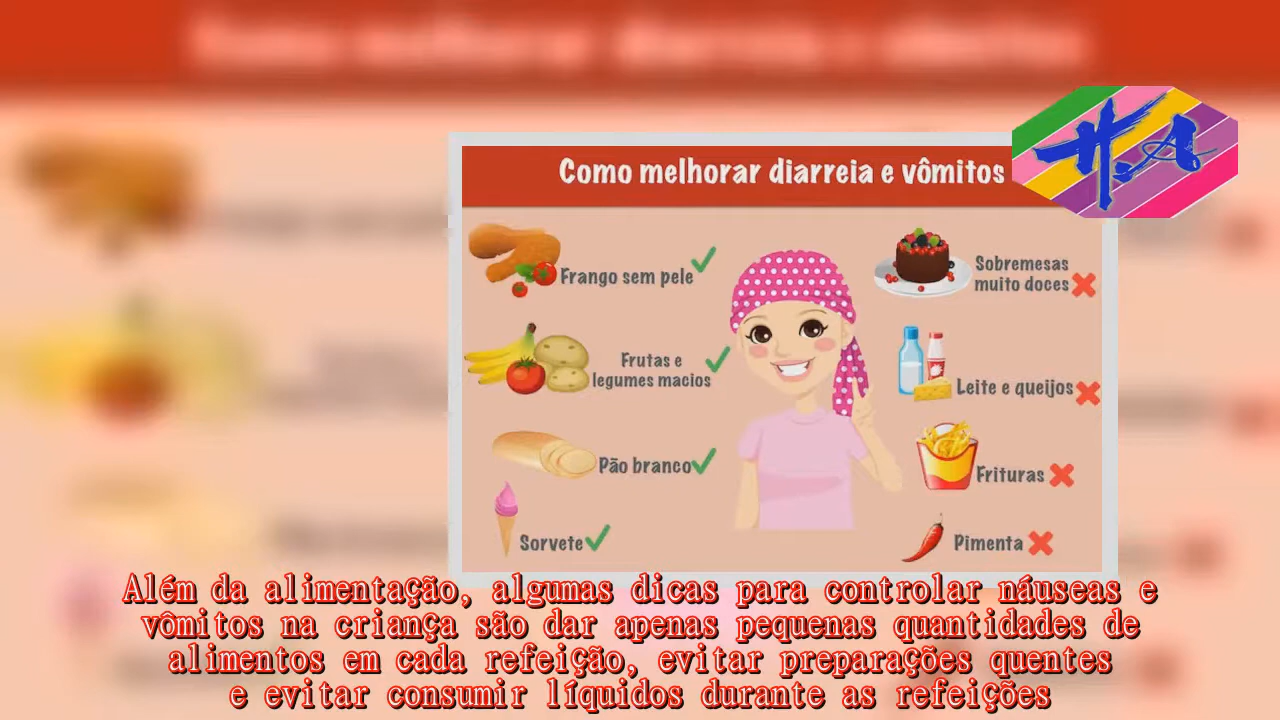 Como melhorar diarreia e vômitos
Frango sem pele
Frutas e
legumes macios
Pão branco
Sorvete
Sobremesas
muito doces
Leite e queijos
Frituras
Pimenta
H.A
Além da alimentação, algumas dicas para controlar náuseas e
vômitos na criança são dar apenas pequenas quantidades de
alimentos em cada refeição, evitar preparações quentes
e evitar consumir líquidos durante as refeições